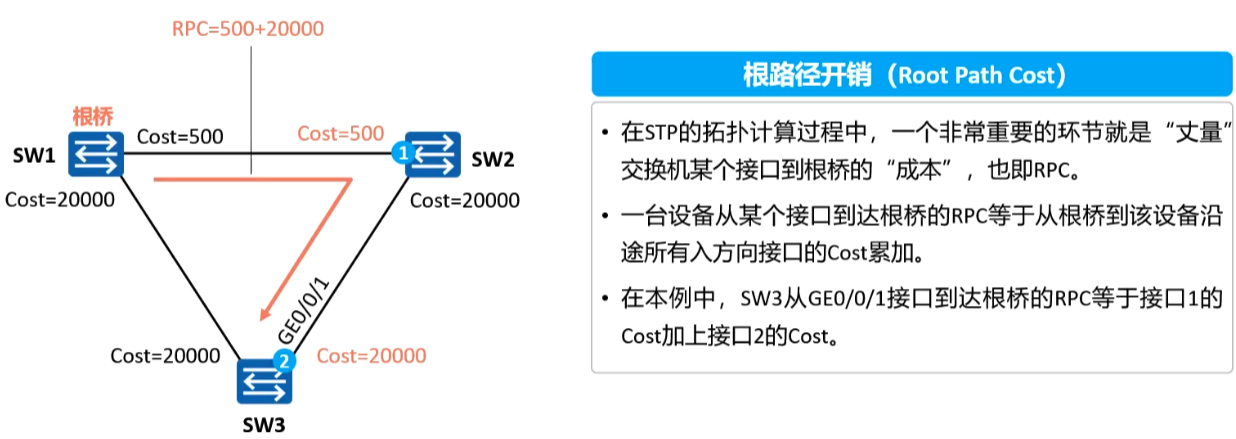 RPC=500+20000
根桥
Cost=500
Cost=500
SW1
1
SW2
Cost=20000
Cost=20000
GE0/0/1
Cost=20000
2
Cost=20000
SW3
根路径开销（Root Path Cost）
• 在STP的拓扑计算过程中，一个非常重要的环节就是“丈量”
交换机某个接口到根桥的“成本”，也即RPC。
• 一台设备从某个接口到达根桥的RPC等于从根桥到该设备沿
途所有入方向接口的Cost累加。
• 在本例中，SW3从GE0/0/1接口到达根桥的RPC等于接口1的
Cost加上接口2的Cost。